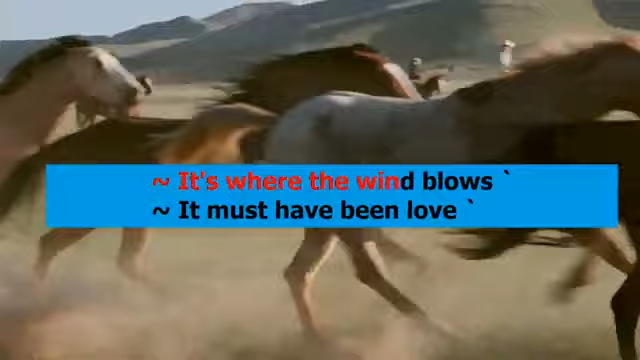 ~ It's where the wind blows `
~ It must have been love `